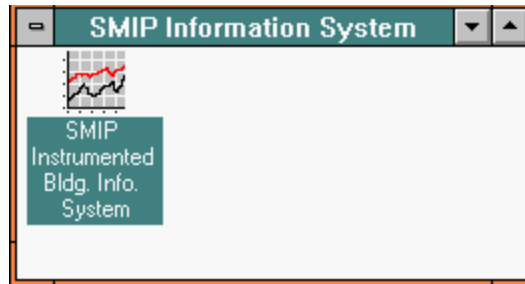 SMIP Information System
SMIP
Instrumented
Bldg. Info.
System